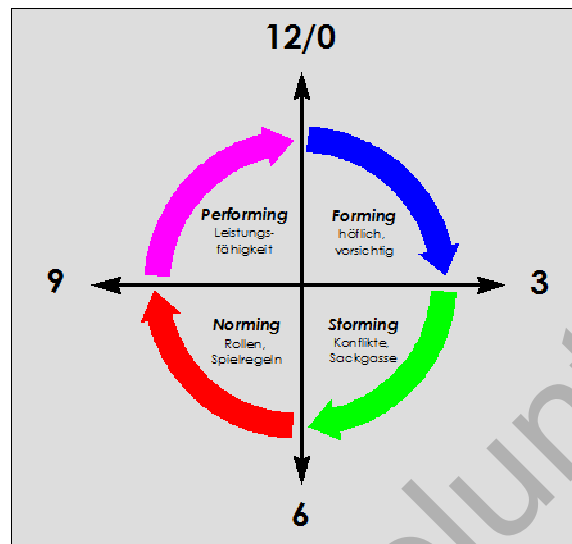 12/0
Performing
Leistungs-
fähigkeit
Forming
höflich,
vorsichtig
9
3
Norming
Rollen,
Spielregeln
Storming
Konflikte,
Sackgasse
6